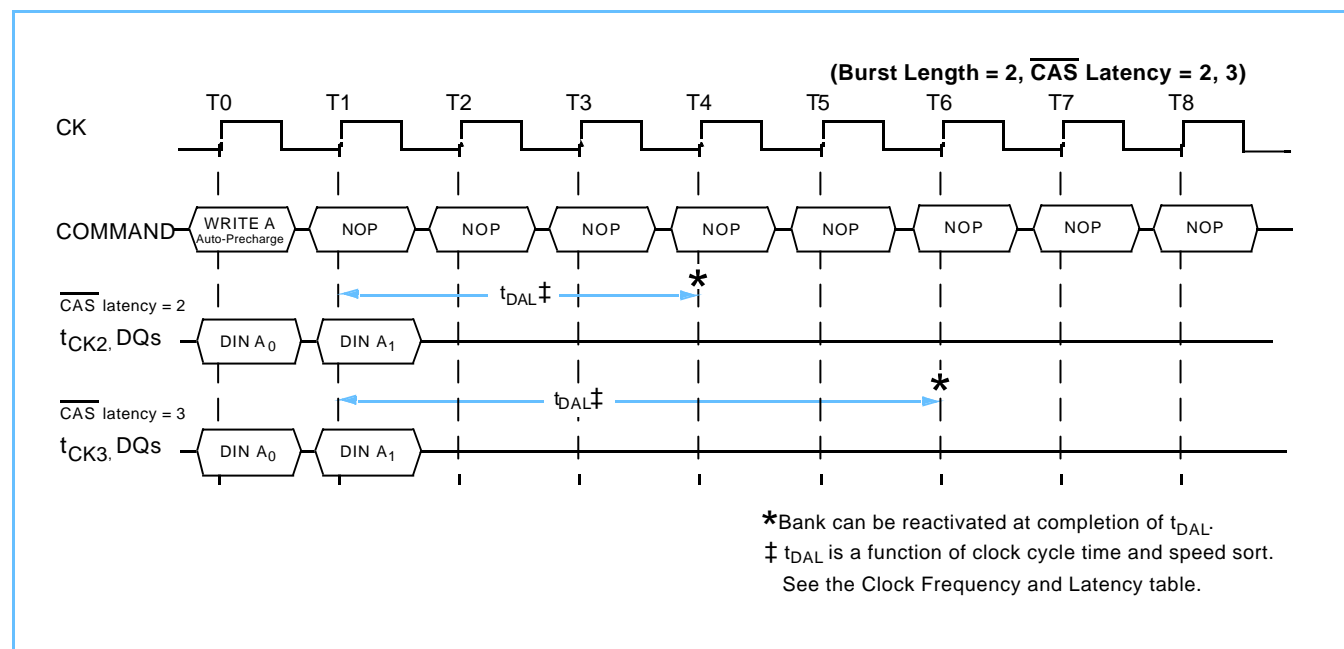 (Burst Length = 2, CAS Latency = 2, 3)
T0 T1 T2 T3 T4 T5 T6 T7 T8
CK
COMMAND WRITE A Auto-Precharge NOP NOP NOP NOP NOP NOP NOP NOP
tDAL‡ *
CAS latency = 2
tCK2, DQs DIN A0 DIN A1
tDAL‡ *
CAS latency = 3
tCK3, DQs DIN A0 DIN A1
*Bank can be reactivated at completion of tDAL.
‡ tDAL is a function of clock cycle time and speed sort.
See the Clock Frequency and Latency table.